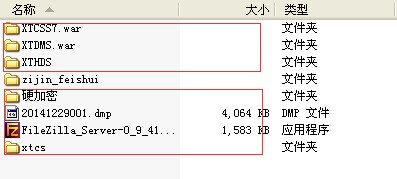 名称 大小 类型
XTCSST.war 文件夹
XTDMS.war 文件夹
XTHDS 文件夹
zijin_feishui 文件夹
硬加密 文件夹
20141229001.dmp 4,064 KB DMP 文件
FileZilla_Server-0_9_41... 1,583 KB 应用程序
xtcs 文件夹